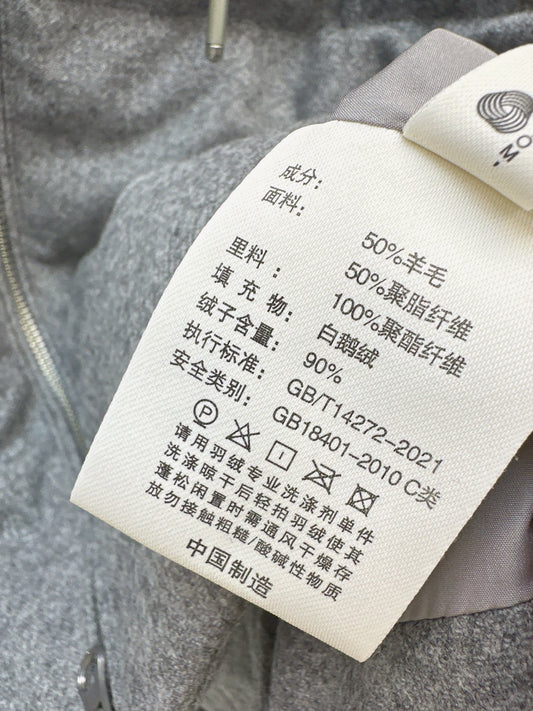 成分:
面料:
50%羊毛
50%聚脂纤维
里料: 100%聚酯纤维
填充物: 白鹅绒
绒子含量: 90%
执行标准: GB/T14272-2021
安全类别: GB18401-2010 C类
P
请用羽绒专业洗涤剂单件
洗涤晾干后轻拍羽绒使其
蓬松闲置时需通风干燥存
放勿接触粗糙/酸碱性物质
中国制造